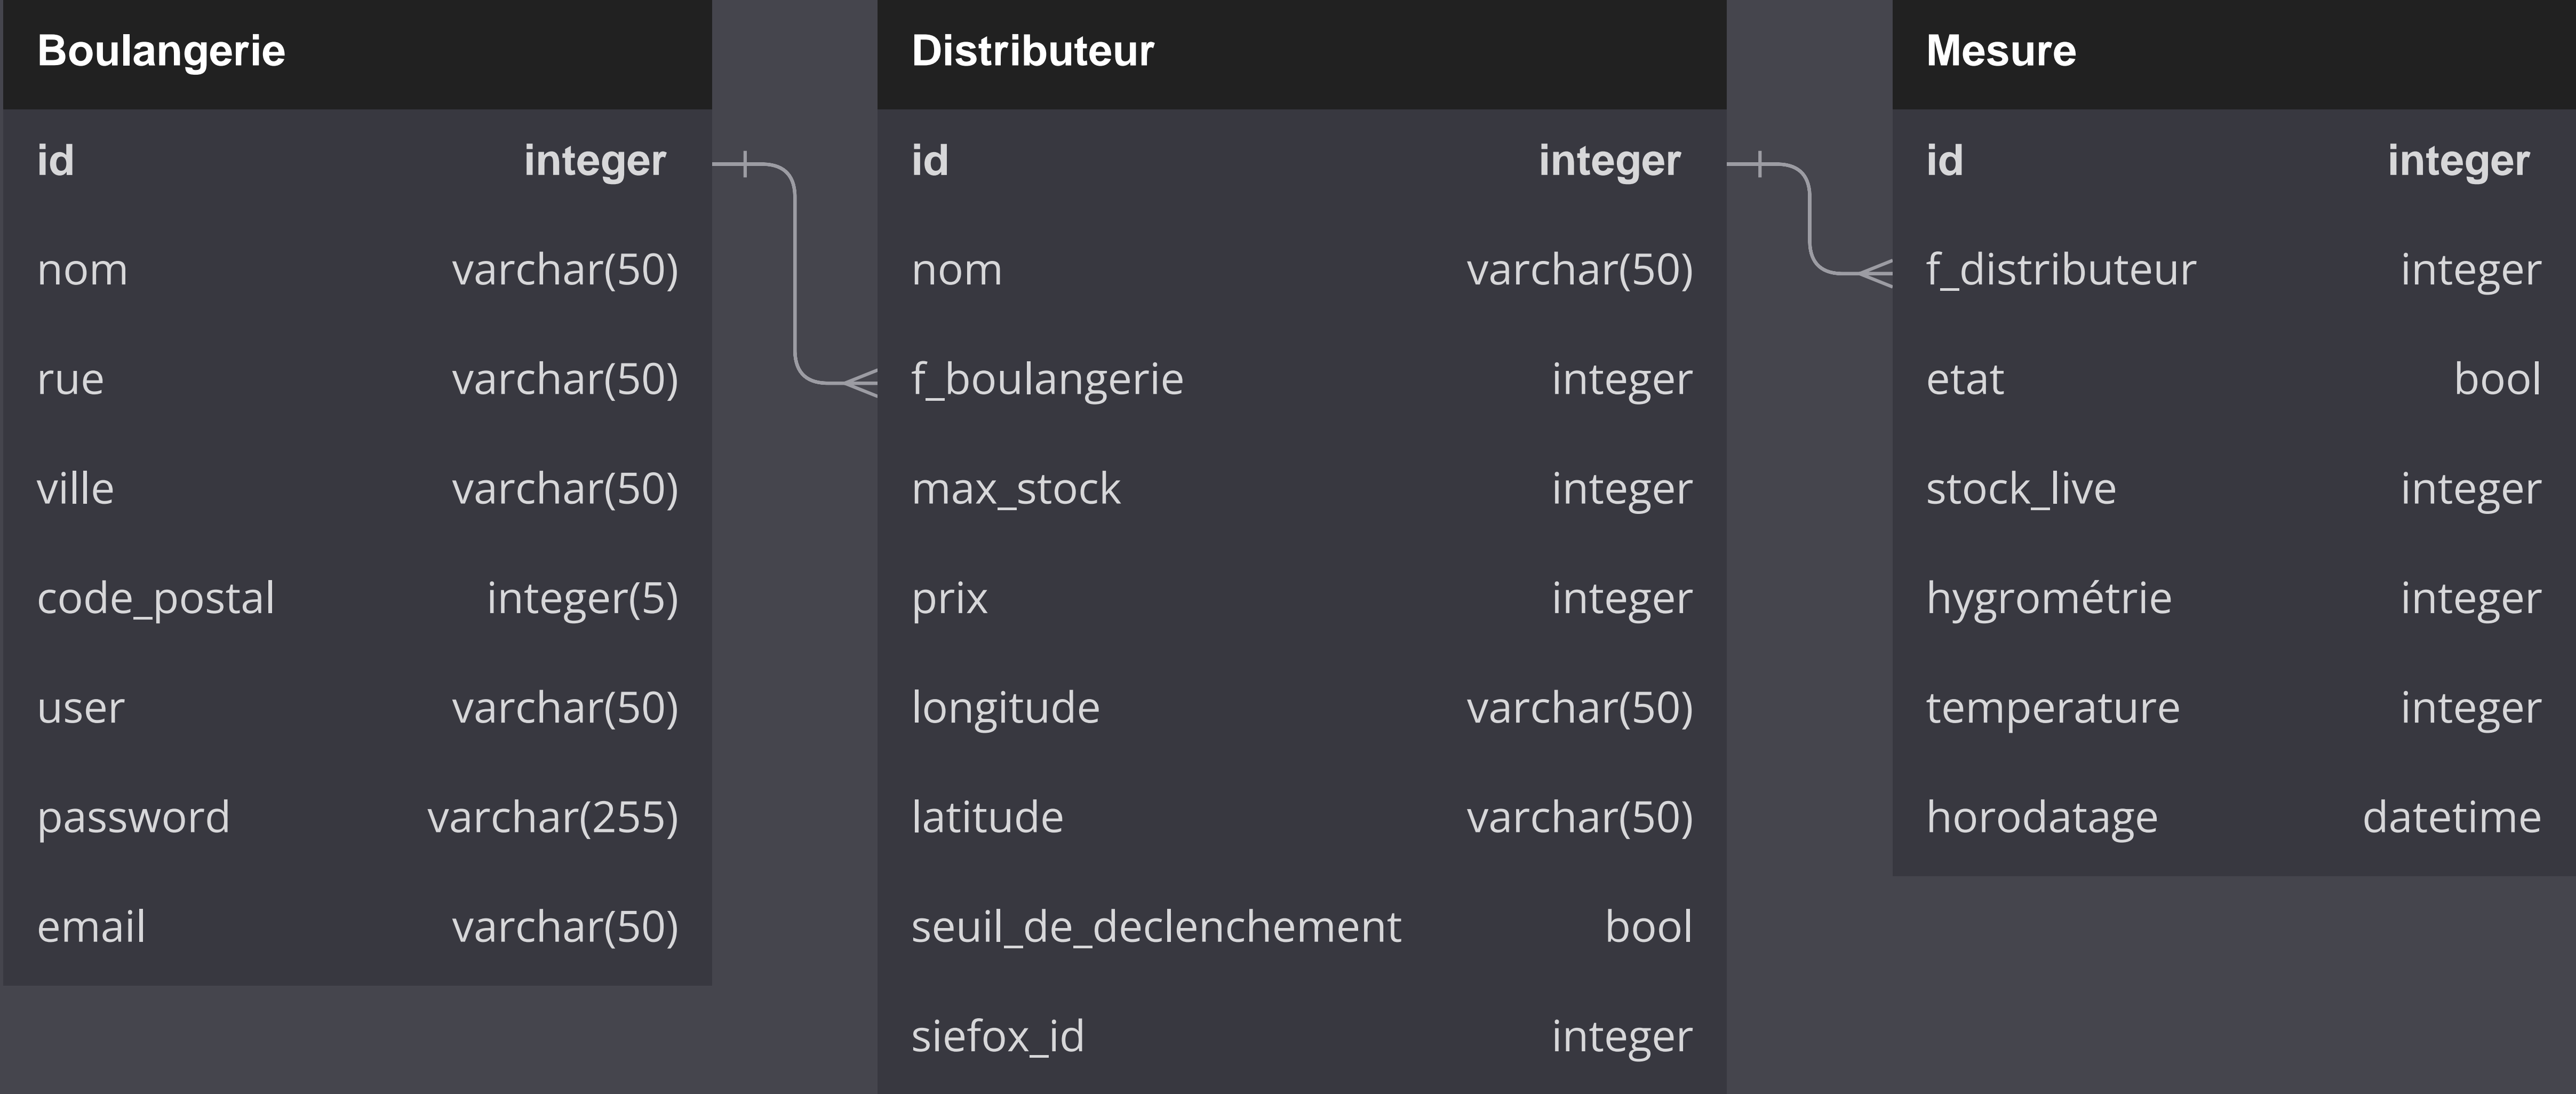 Boulangerie
id integer
nom varchar(50)
rue varchar(50)
ville varchar(50)
code_postal integer(5)
user varchar(50)
password varchar(255)
email varchar(50)
Distributeur
id integer
nom varchar(50)
f_boulangerie integer
max_stock integer
prix integer
longitude varchar(50)
latitude varchar(50)
seuil_de_declenchement bool
siefox_id integer
Mesure
id integer
f_distributeur integer
etat bool
stock_live integer
hygrométrie integer
temperature integer
horodatage datetime